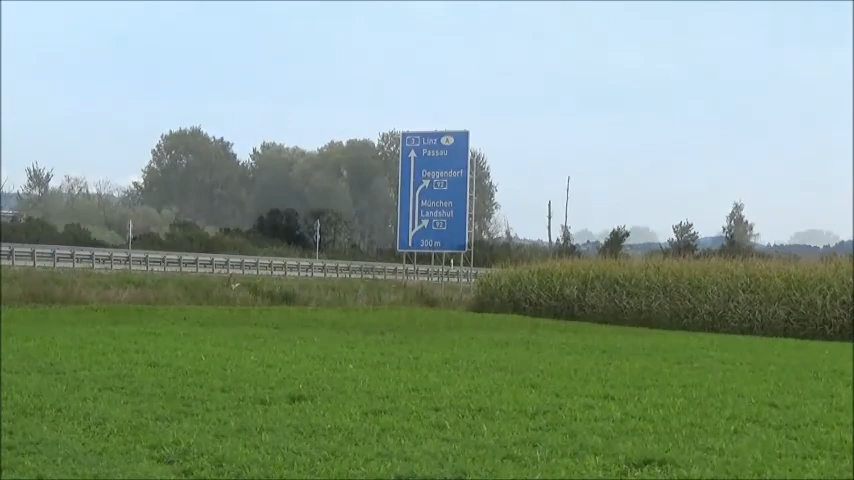 3 Linz A
Passau
Deggendorf
92
München
Landshut
92
300 m